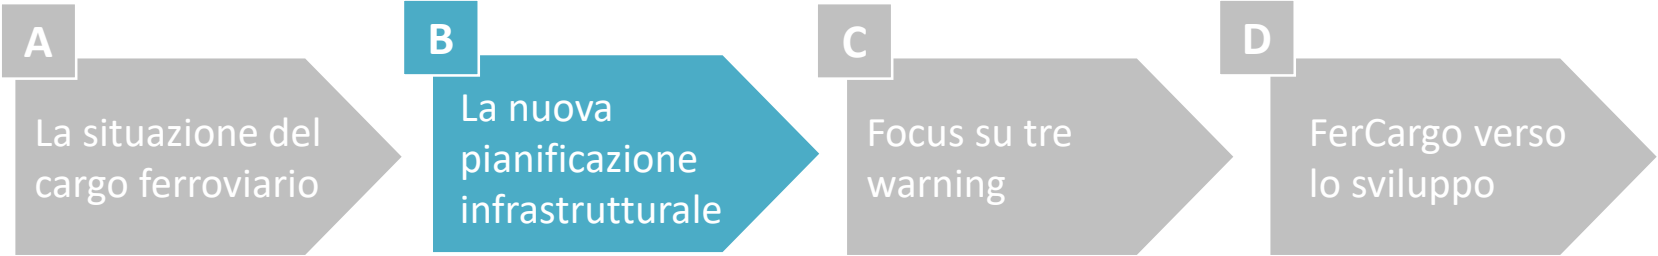 A
La situazione del
cargo ferroviario
B
La nuova
pianificazione
infrastrutturale
C
Focus su tre
warning
D
FerCargo verso
lo sviluppo